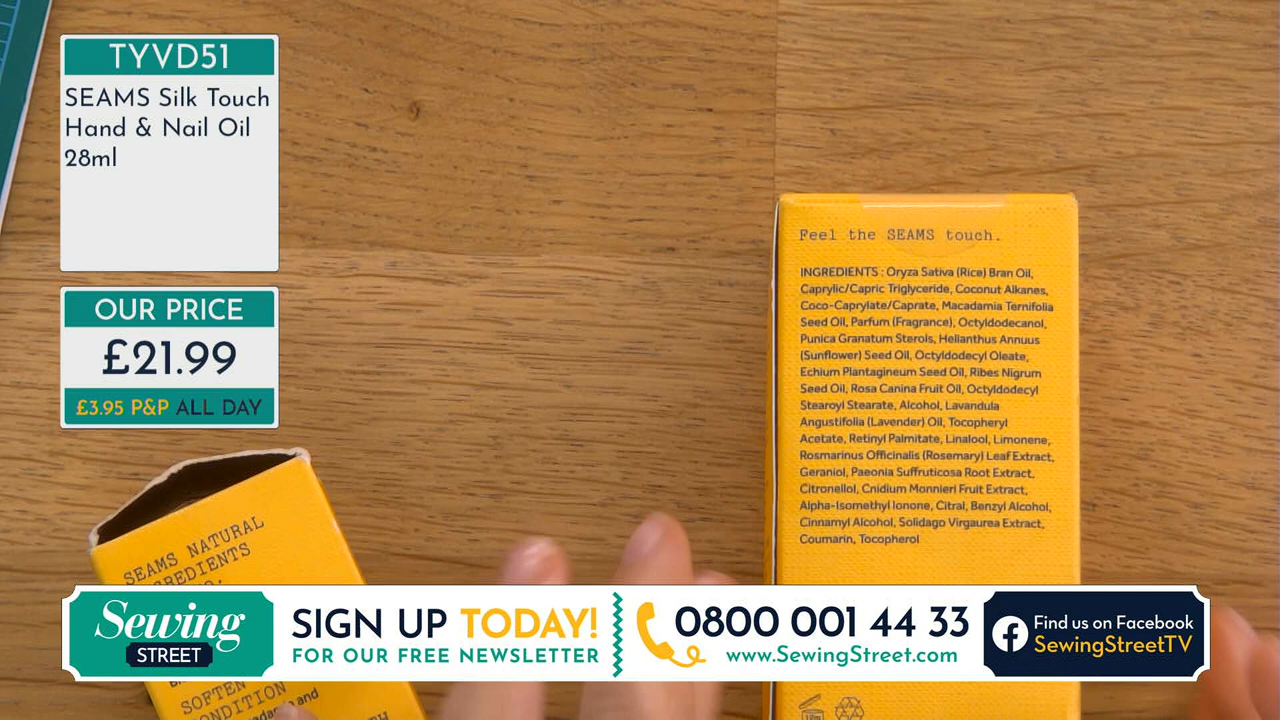 TYVD51
SEAMS Silk Touch
Hand & Nail Oil
28ml
OUR PRICE
£21.99
£3.95 P&P ALL DAY
Feel the SEAMS touch.
INGREDIENTS : Oryza Sativa (Rice) Bran Oil,
Caprylic/Capric Triglyceride, Coconut Alkanes,
Coco-Caprylate/Caprate, Macadamia Ternifolia
Seed Oil, Parfum (Fragrance), Octyldodecanol,
Punica Granatum Sterols, Helianthus Annuus
(Sunflower) Seed Oil, Octyldodecyl Oleate,
Echium Plantagineum Seed Oil, Ribes Nigrum
Seed Oil, Rosa Canina Fruit Oil, Octyldodecyl
Stearoyl Stearate, Alcohol, Lavandula
Angustifolia (Lavender) Oil, Tocopheryl
Acetate, Retinyl Palmitate, Linalool, Limonene,
Rosmarinus Officinalis (Rosemary) Leaf Extract,
Geraniol, Paeonia Suffruticosa Root Extract,
Citronellol, Cnidium Monnieri Fruit Extract,
Alpha-Isomethyl Ionone, Citral, Benzyl Alcohol,
Cinnamyl Alcohol, Solidago Virgaurea Extract,
Coumarin, Tocopherol
SEAMS NATURAL
Sewing
STREET
SIGN UP TODAY!
FOR OUR FREE NEWSLETTER
0800 001 44 33
www.SewingStreet.com
Find us on Facebook
SewingStreetTV
SOFTEN
and